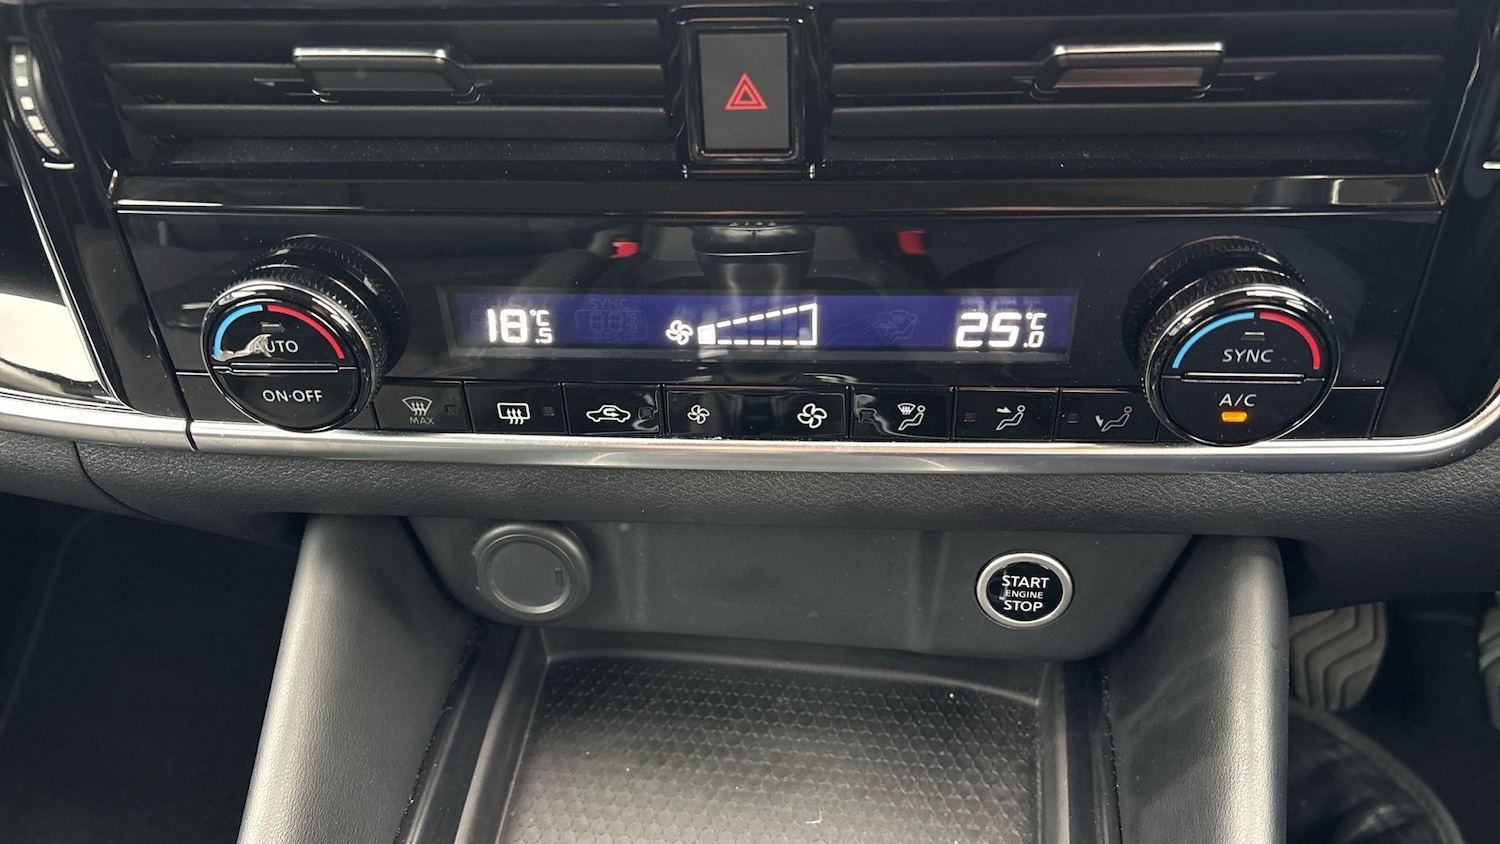 18.5°C
25.0°C
AUTO
ON·OFF
SYNC
A/C
MAX
START
ENGINE
STOP